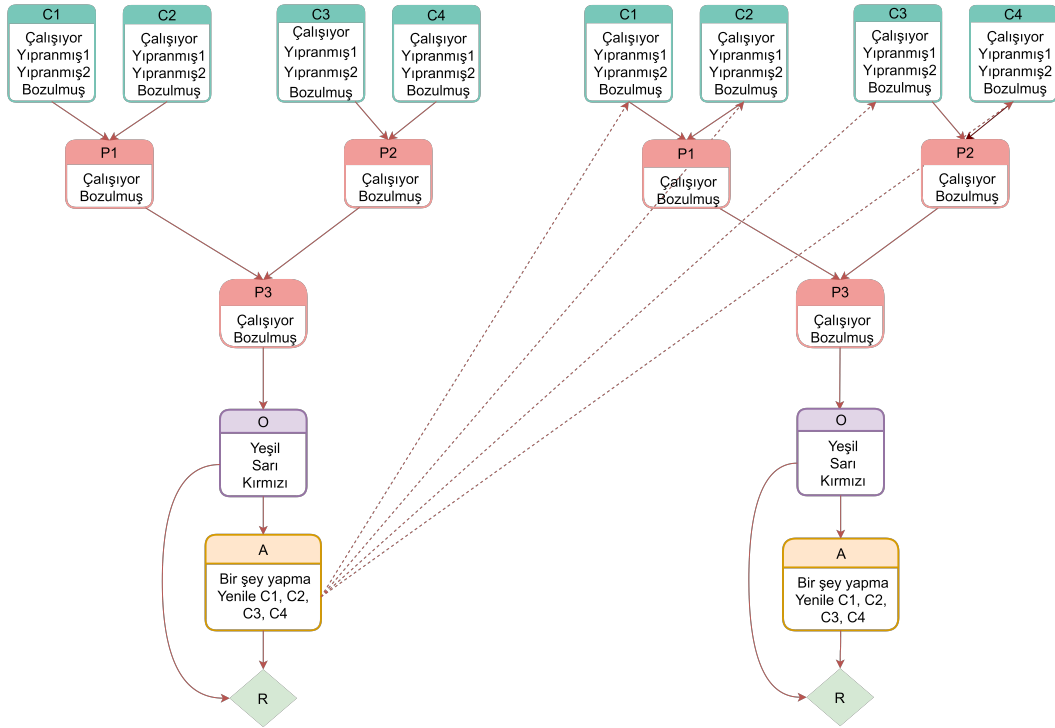 C1
Çalışıyor
Yıpranmış1
Yıpranmış2
Bozulmuş
C2
Çalışıyor
Yıpranmış1
Yıpranmış2
Bozulmuş
C3
Çalışıyor
Yıpranmış1
Yıpranmış2
Bozulmuş
C4
Çalışıyor
Yıpranmış1
Yıpranmış2
Bozulmuş
P1
Çalışıyor
Bozulmuş
P2
Çalışıyor
Bozulmuş
P3
Çalışıyor
Bozulmuş
O
Yeşil
Sarı
Kırmızı
A
Bir şey yapma
Yenile C1, C2,
C3, C4
R
C1
Çalışıyor
Yıpranmış1
Yıpranmış2
Bozulmuş
C2
Çalışıyor
Yıpranmış1
Yıpranmış2
Bozulmuş
C3
Çalışıyor
Yıpranmış1
Yıpranmış2
Bozulmuş
C4
Çalışıyor
Yıpranmış1
Yıpranmış2
Bozulmuş
P1
Çalışıyor
Bozulmuş
P2
Çalışıyor
Bozulmuş
P3
Çalışıyor
Bozulmuş
O
Yeşil
Sarı
Kırmızı
A
Bir şey yapma
Yenile C1, C2,
C3, C4
R